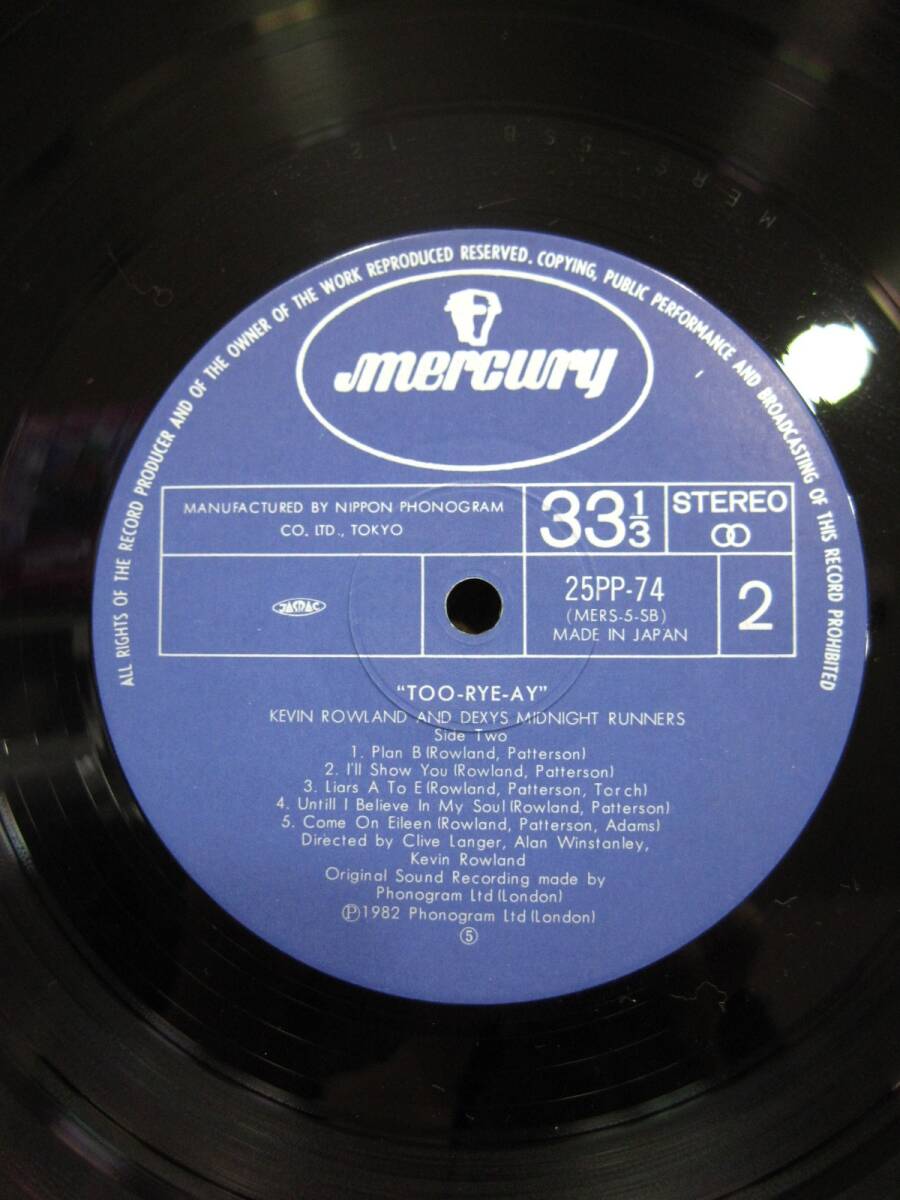 ALL RIGHTS OF THE RECORD PRODUCER AND OF THE OWNER OF THE WORK REPRODUCED RESERVED. COPYING, PUBLIC PERFORMANCE AND BROADCASTING OF THIS RECORD PROHIBITED
mercury
MANUFACTURED BY NIPPON PHONOGRAM
CO. LTD., TOKYO
33 1/3
STEREO
JASRAC
25PP-74
(MERS-5-SB)
MADE IN JAPAN
2
"TOO-RYE-AY"
KEVIN ROWLAND AND DEXYS MIDNIGHT RUNNERS
Side Two
1. Plan B (Rowland, Patterson)
2. I'll Show You (Rowland, Patterson)
3. Liars A To E (Rowland, Patterson, Torch)
4. Untill I Believe In My Soul (Rowland, Patterson)
5. Come On Eileen (Rowland, Patterson, Adams)
Directed by Clive Langer, Alan Winstanley,
Kevin Rowland
Original Sound Recording made by
Phonogram Ltd (London)
Ⓟ1982 Phonogram Ltd (London)
⑤